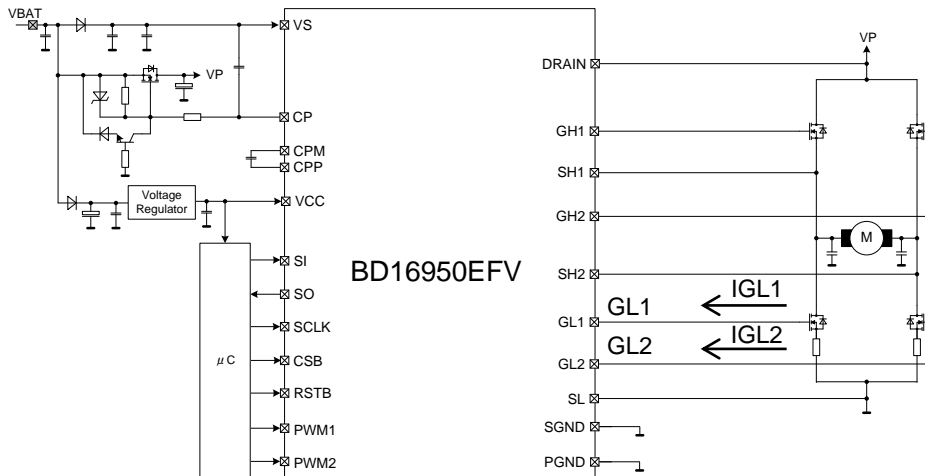 VBAT
VS
VP
VP
DRAIN
CP
GH1
CPM
CPP
SH1
Voltage
Regulator
VCC
GH2
M
SI
BD16950EFV
SH2
SO
GL1
IGL1
GL1
SCLK
GL2
IGL2
μC
CSB
GL2
RSTB
SL
PWM1
SGND
PWM2
PGND